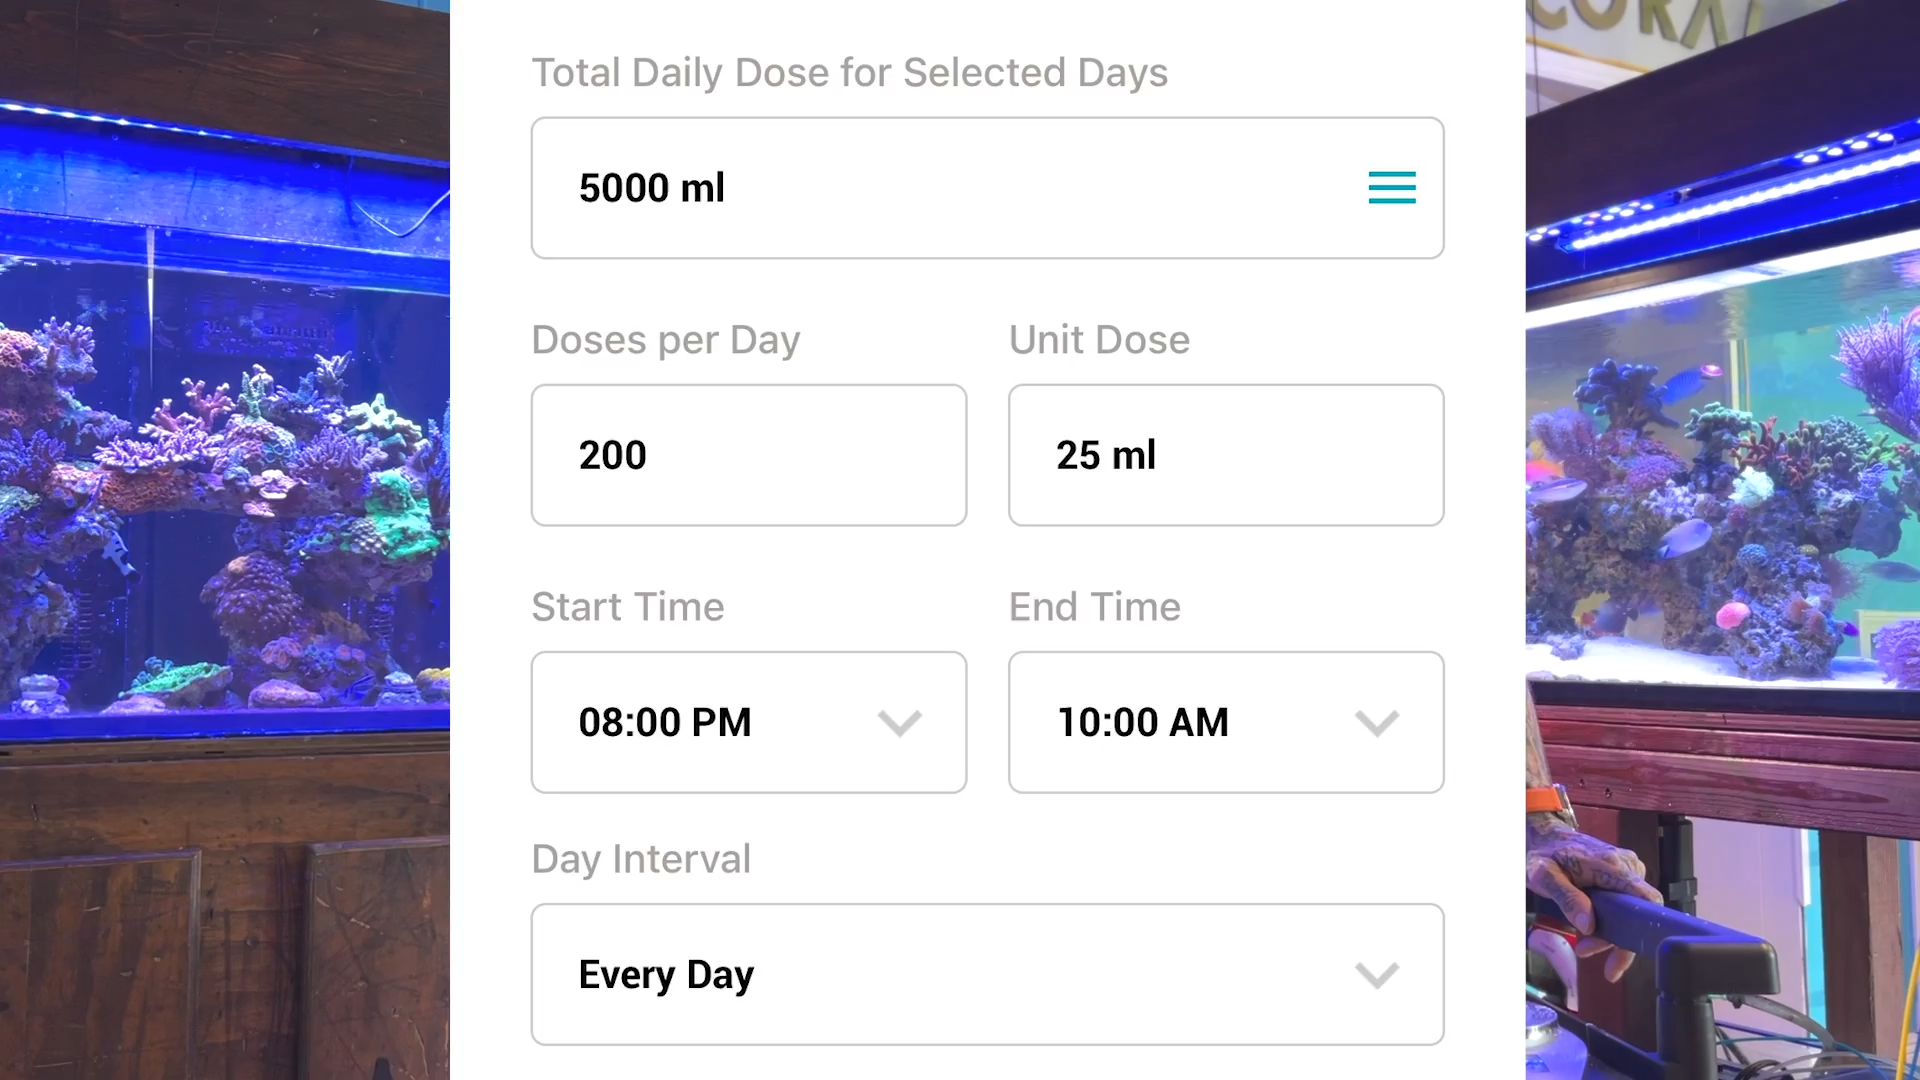 Total Daily Dose for Selected Days
5000 ml
Doses per Day
Unit Dose
200
25 ml
Start Time
End Time
08:00 PM
10:00 AM
Day Interval
Every Day